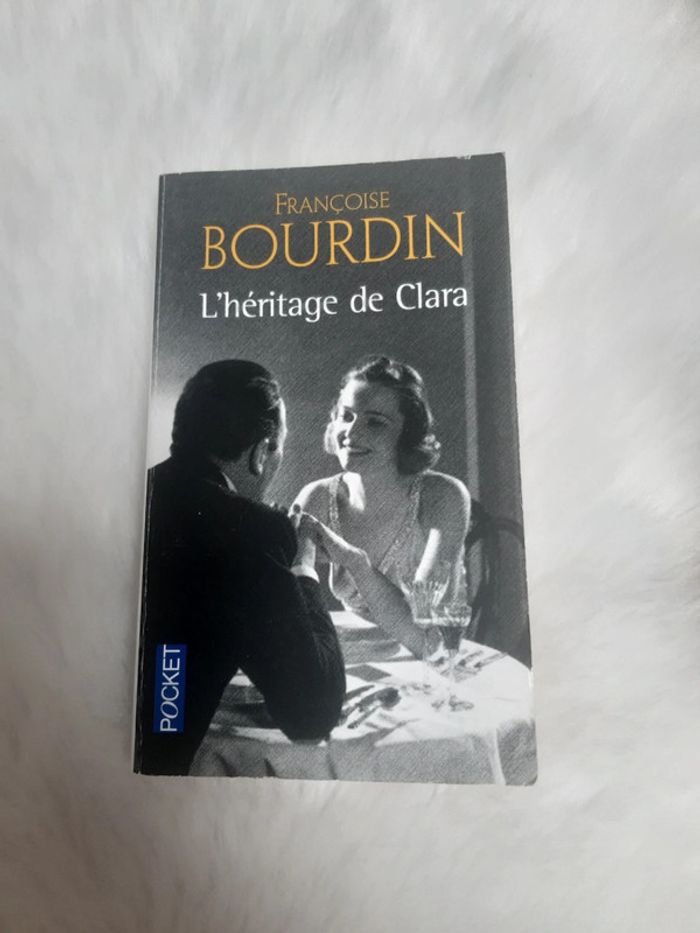 FRANÇOISE
BOURDIN
L'héritage de Clara
POCKET